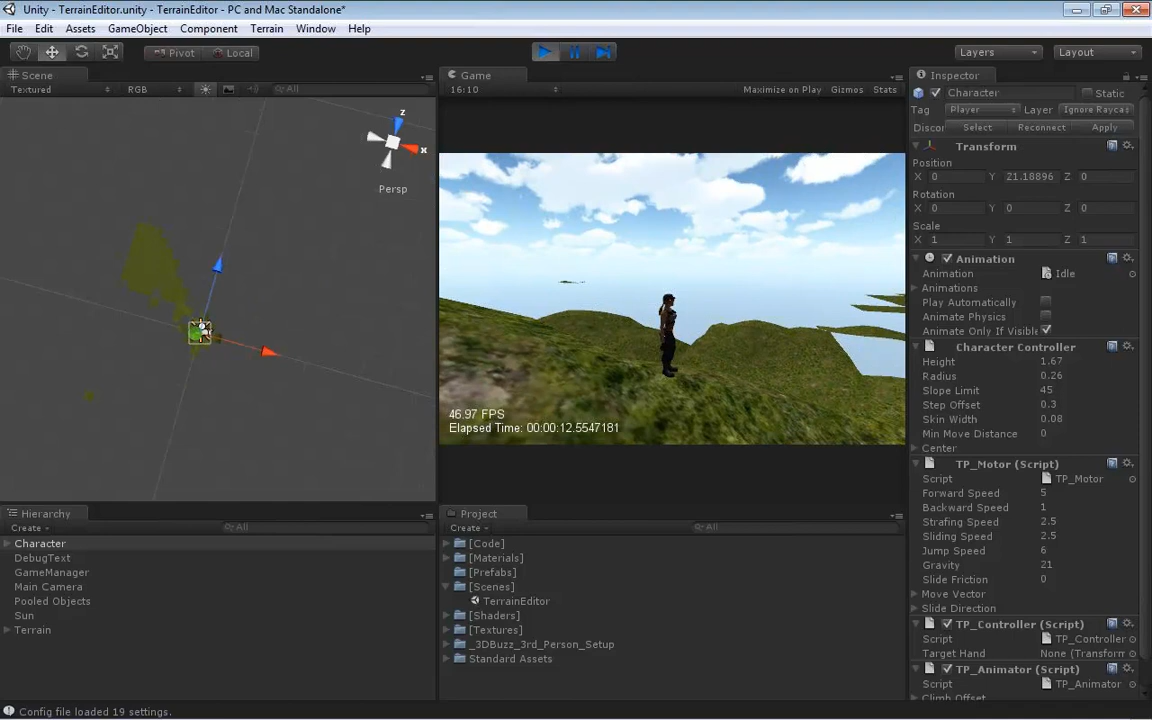 Unity - TerrainEditor.unity - TerrainEditor - PC and Mac Standalone*
File Edit Assets GameObject Component Terrain Window Help
Pivot Local Layers Layout
Scene
Textured RGB All
z
x
Persp
Game
16:10 Maximize on Play Gizmos Stats
46.97 FPS
Elapsed Time: 00:00:12.5547181
Inspector
Character Static
Tag Player Layer Ignore Rayca
Discor Select Reconnect Apply
Transform
Position
X 0 Y 21.18896 Z 0
Rotation
X 0 Y 0 Z 0
Scale
X 1 Y 1 Z 1
Animation
Animation Idle
Animations
Play Automatically
Animate Physics
Animate Only If Visible
Character Controller
Height 1.67
Radius 0.26
Slope Limit 45
Step Offset 0.3
Skin Width 0.08
Min Move Distance 0
Center
TP_Motor (Script)
Script TP_Motor
Forward Speed 5
Backward Speed 1
Strafing Speed 2.5
Sliding Speed 2.5
Jump Speed 6
Gravity 21
Slide Friction 0
Move Vector
Slide Direction
TP_Controller (Script)
Script TP_Controller
Target Hand None (Transform
TP_Animator (Script)
Script TP_Animator
Climb Offset
Hierarchy
Create All
Character
DebugText
GameManager
Main Camera
Pooled Objects
Sun
Terrain
Project
Create All
[Code]
[Materials]
[Prefabs]
[Scenes]
TerrainEditor
[Shaders]
[Textures]
_3DBuzz_3rd_Person_Setup
Standard Assets
Config file loaded 19 settings.